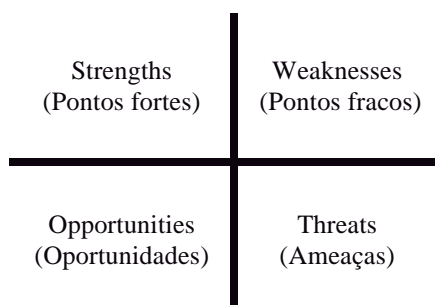 Strengths
(Pontos fortes)
Weaknesses
(Pontos fracos)
Opportunities
(Oportunidades)
Threats
(Ameaças)